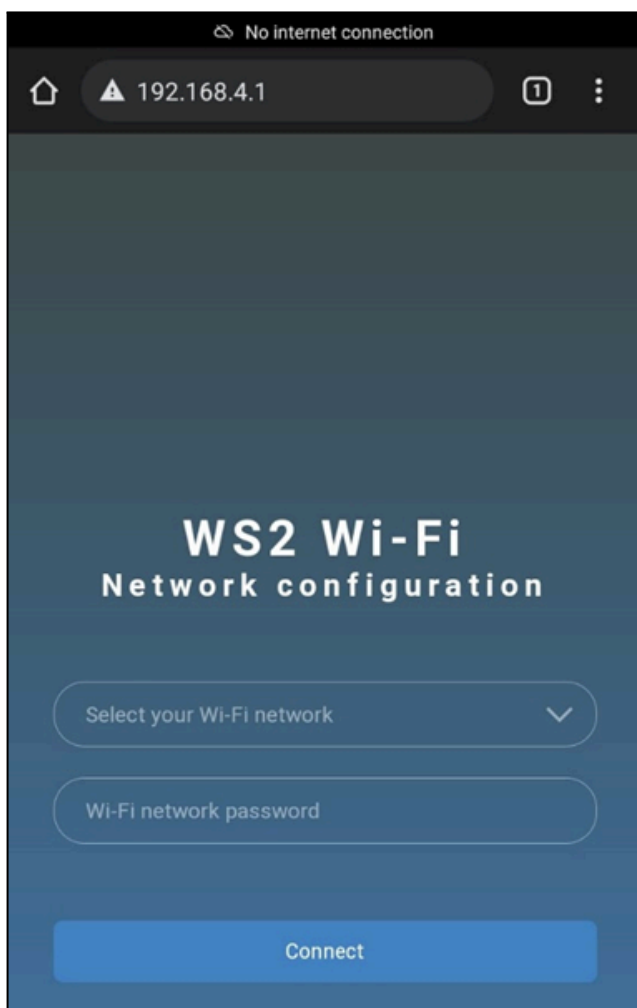 No internet connection
192.168.4.1
1
WS2 Wi-Fi
Network configuration
Select your Wi-Fi network
Wi-Fi network password
Connect